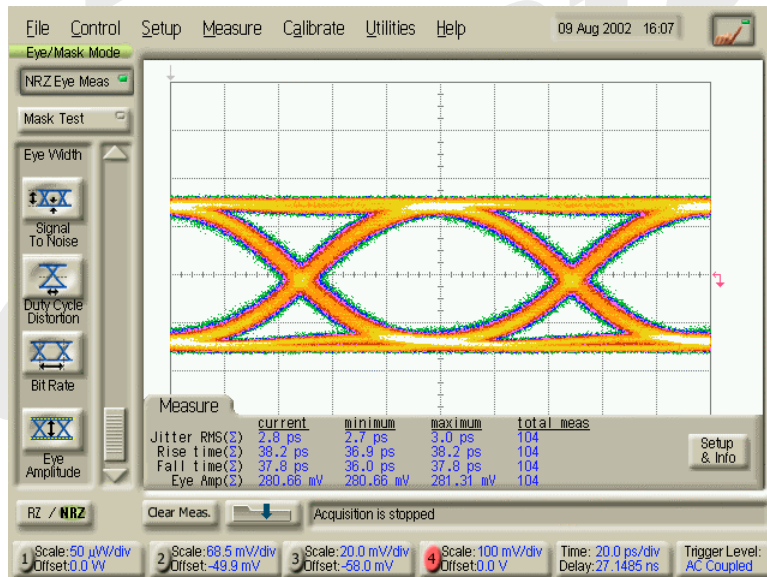 File Control Setup Measure Calibrate Utilities Help 09 Aug 2002 16:07
Eye/Mask Mode
NRZ Eye Meas
Mask Test
Eye Width
Signal
To Noise
Duty Cycle
Distortion
Bit Rate
Eye
Amplitude
Measure
current minimum maximum total meas
Jitter RMS(Σ) 2.8 ps 2.7 ps 3.0 ps 104
Rise time(Σ) 38.2 ps 36.9 ps 38.2 ps 104
Fall time(Σ) 37.8 ps 36.0 ps 37.8 ps 104
Eye Amp(Σ) 280.66 mV 280.66 mV 281.31 mV 104
Setup
& Info
RZ / NRZ
Clear Meas. Acquisition is stopped
1 Scale:50 µW/div
Offset:0.0 W
2 Scale:68.5 mV/div
Offset:-49.9 mV
3 Scale:20.0 mV/div
Offset:-58.0 mV
4 Scale:100 mV/div
Offset:0.0 V
Time: 20.0 ps/div
Delay:27.1485 ns
Trigger Level:
AC Coupled